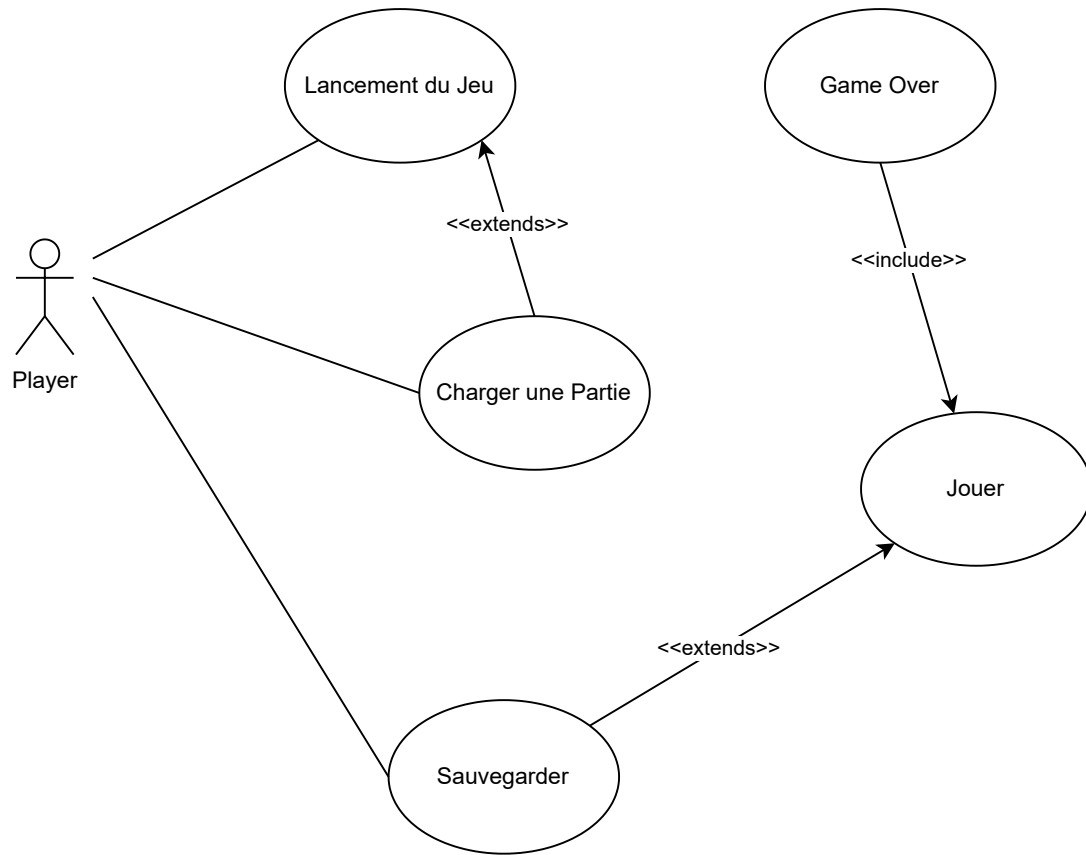 Lancement du Jeu
Game Over
<<extends>>
<<include>>
Player
Charger une Partie
Jouer
<<extends>>
Sauvegarder